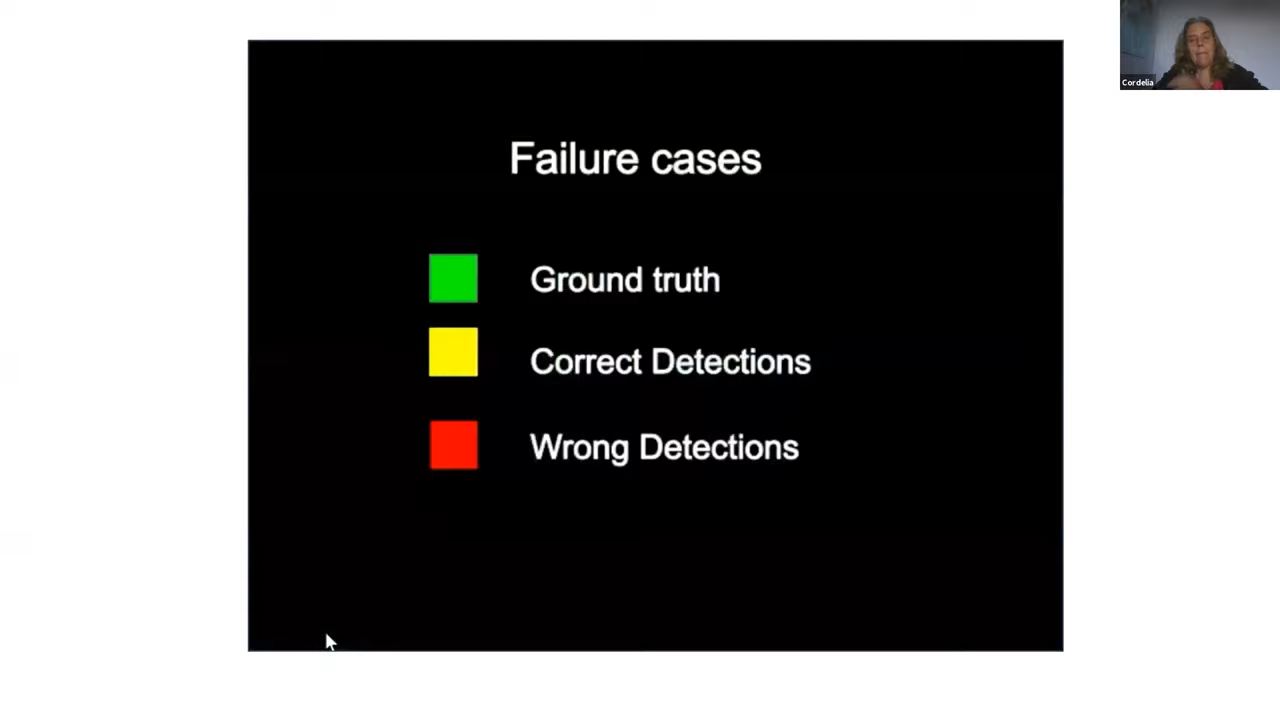 Failure cases
Ground truth
Correct Detections
Wrong Detections
Cordelia